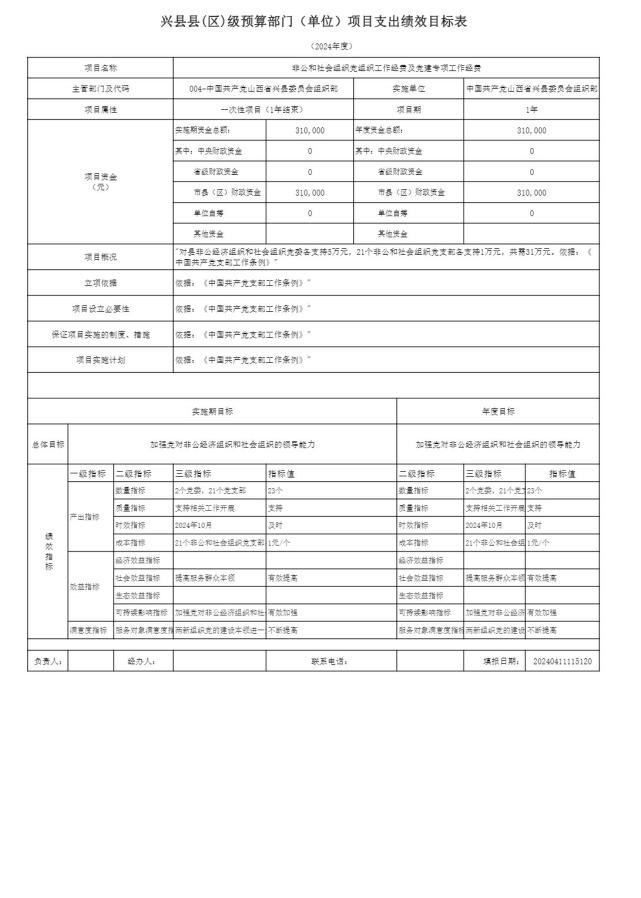 兴县县(区)级预算部门（单位）项目支出绩效目标表
（2024年度）
项目名称 非公和社会组织党组织工作经费及党建专项工作经费
主管部门及代码 004-中国共产党山西省兴县委员会组织部 实施单位 中国共产党山西省兴县委员会组织部
项目属性 一次性项目（1年结束） 项目期 1年
项目资金
（元）
实施期资金总额: 310,000 年度资金总额: 310,000
其中: 中央财政资金 0 其中: 中央财政资金 0
省级财政资金 0 省级财政资金 0
市县（区）财政资金 310,000 市县（区）财政资金 310,000
单位自筹 0 单位自筹 0
其他资金 其他资金
项目概况 "对县非公经济组织和社会组织党委各支持5万元, 21个非公和社会组织党支部各支持1万元, 共需31万元。依据: 《
中国共产党支部工作条例》"
立项依据 依据: 《中国共产党支部工作条例》"
项目设立必要性 依据: 《中国共产党支部工作条例》"
保证项目实施的制度、措施 依据: 《中国共产党支部工作条例》"
项目实施计划 依据: 《中国共产党支部工作条例》"
实施期目标 年度目标
总体目标 加强党对非公经济组织和社会组织的领导能力 加强党对非公经济组织和社会组织的领导能力
绩效指标
一级指标 二级指标 三级指标 指标值 二级指标 三级指标 指标值
产出指标
数量指标 2个党委, 21个党支部 23个 数量指标 2个党委, 21个党 23个
质量指标 支持相关工作开展 支持 质量指标 支持相关工作开展 支持
时效指标 2024年10月 及时 时效指标 2024年10月 及时
成本指标 21个非公和社会组织党支部 1元/个 成本指标 21个非公和社会组 1元/个
效益指标
经济效益指标 经济效益指标
社会效益指标 提高服务群众本领 有效提高 社会效益指标 提高服务群众本领 有效提高
生态效益指标 生态效益指标
可持续影响指标 加强党对非公经济组织和社 有效加强 可持续影响指标 加强党对非公经济 有效加强
满意度指标 服务对象满意度指 两新组织党的建设本领进一 不断提高 服务对象满意度指标 两新组织党的建设 不断提高
负责人: 经办人: 联系电话: 填报日期: 20240411115120